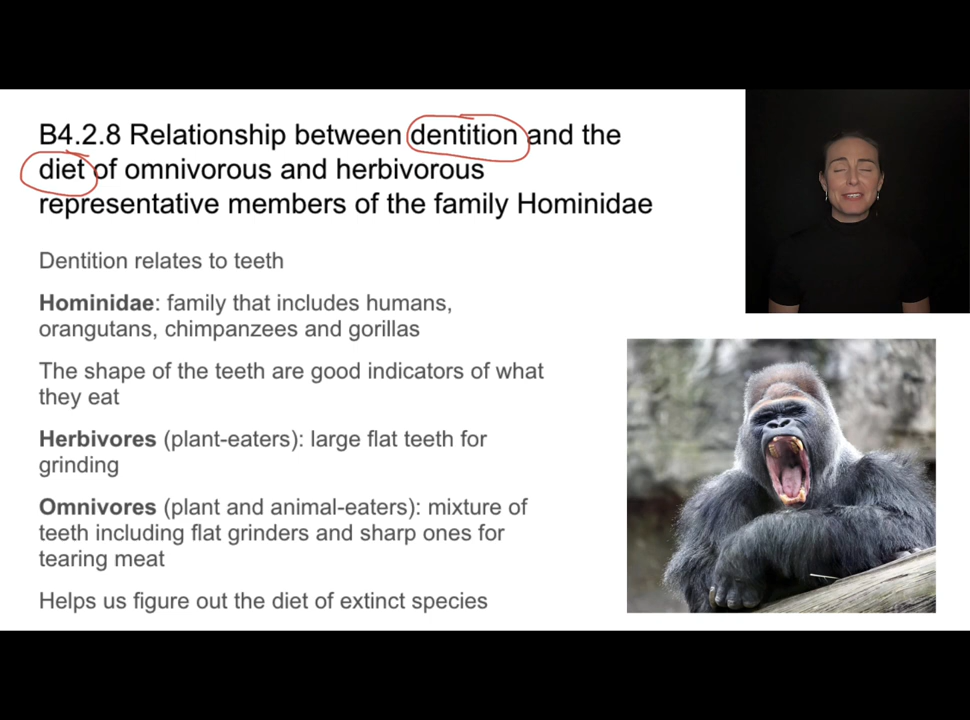 B4.2.8 Relationship between dentition and the
diet of omnivorous and herbivorous
representative members of the family Hominidae
Dentition relates to teeth
Hominidae: family that includes humans,
orangutans, chimpanzees and gorillas
The shape of the teeth are good indicators of what
they eat
Herbivores (plant-eaters): large flat teeth for
grinding
Omnivores (plant and animal-eaters): mixture of
teeth including flat grinders and sharp ones for
tearing meat
Helps us figure out the diet of extinct species